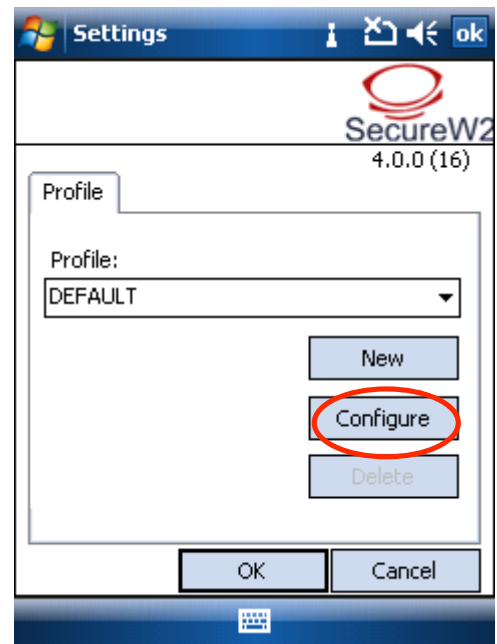 Settings
ok
SecureW2
4.0.0 (16)
Profile
Profile:
DEFAULT
New
Configure
Delete
OK
Cancel